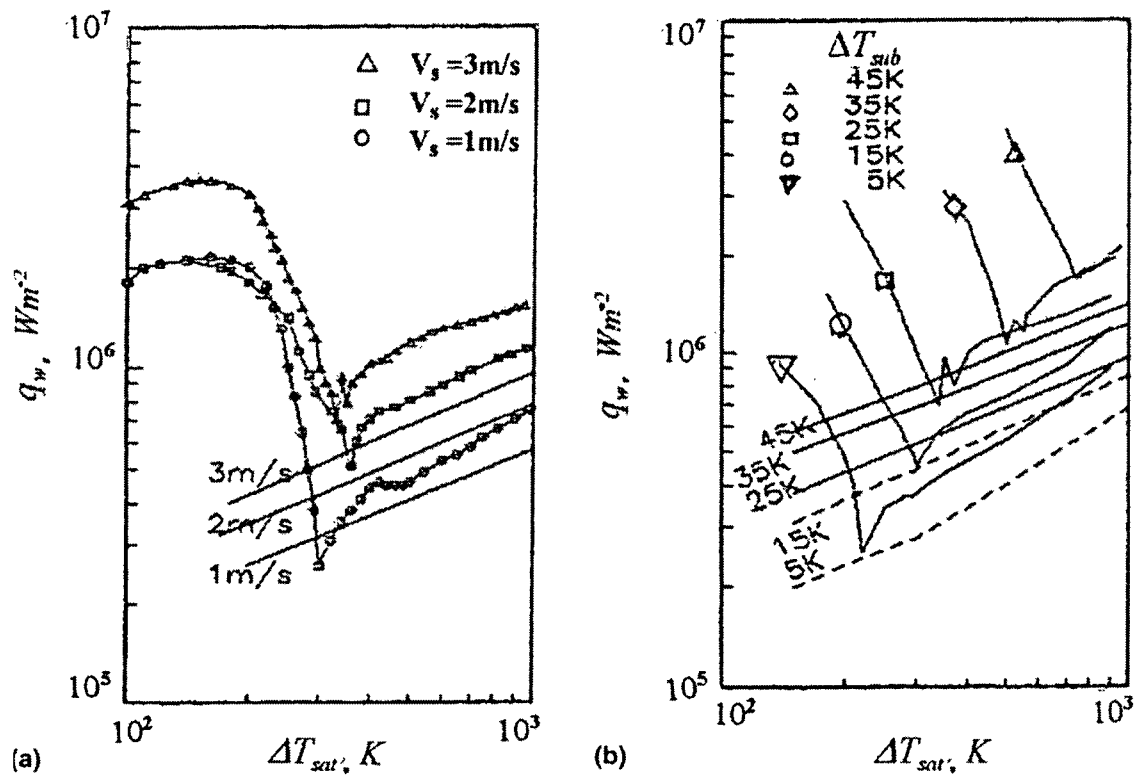 10^7
△ V_s =3m/s
□ V_s =2m/s
○ V_s =1m/s
q_w, Wm^-2
10^6
3m/s
2m/s
1m/s
10^5
10^2
10^3
(a)
ΔT_sat, K
10^7
ΔT_sub
△ 45K
◇ 35K
□ 25K
○ 15K
▽ 5K
q_w, Wm^-2
10^6
45K
35K
25K
15K
5K
10^5
10^2
10^3
(b)
ΔT_sat, K